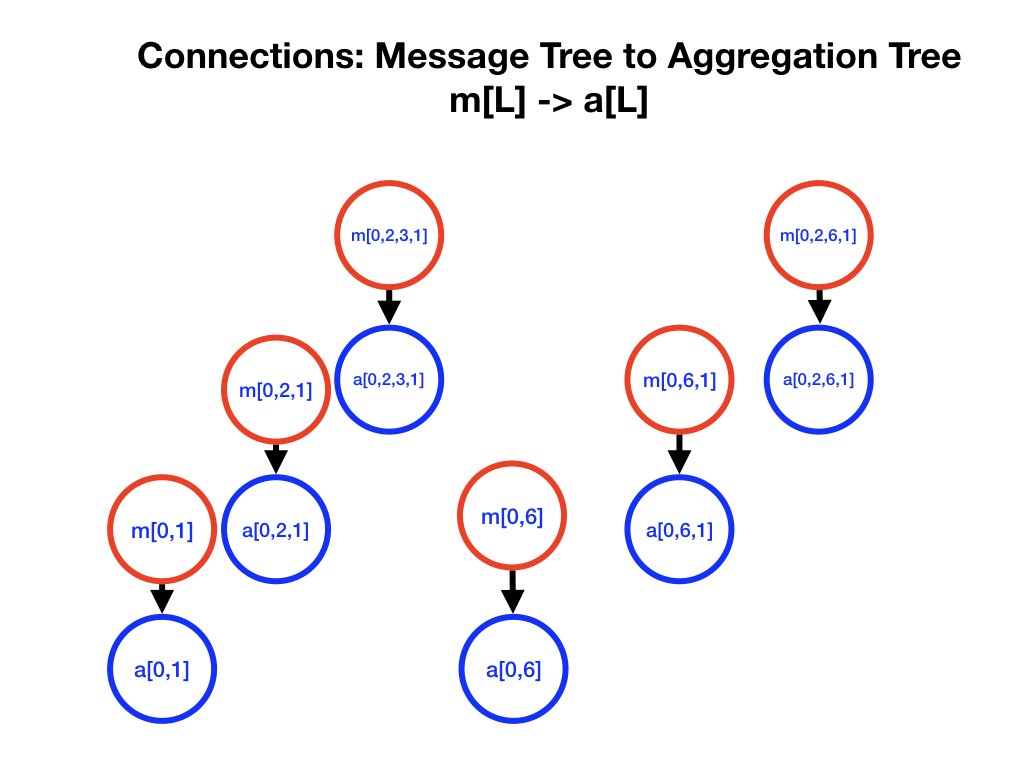 Connections: Message Tree to Aggregation Tree
m[L] -> a[L]
m[0,2,3,1]
m[0,2,6,1]
m[0,2,1]
a[0,2,3,1]
m[0,6,1]
a[0,2,6,1]
m[0,1]
a[0,2,1]
m[0,6]
a[0,6,1]
a[0,1]
a[0,6]